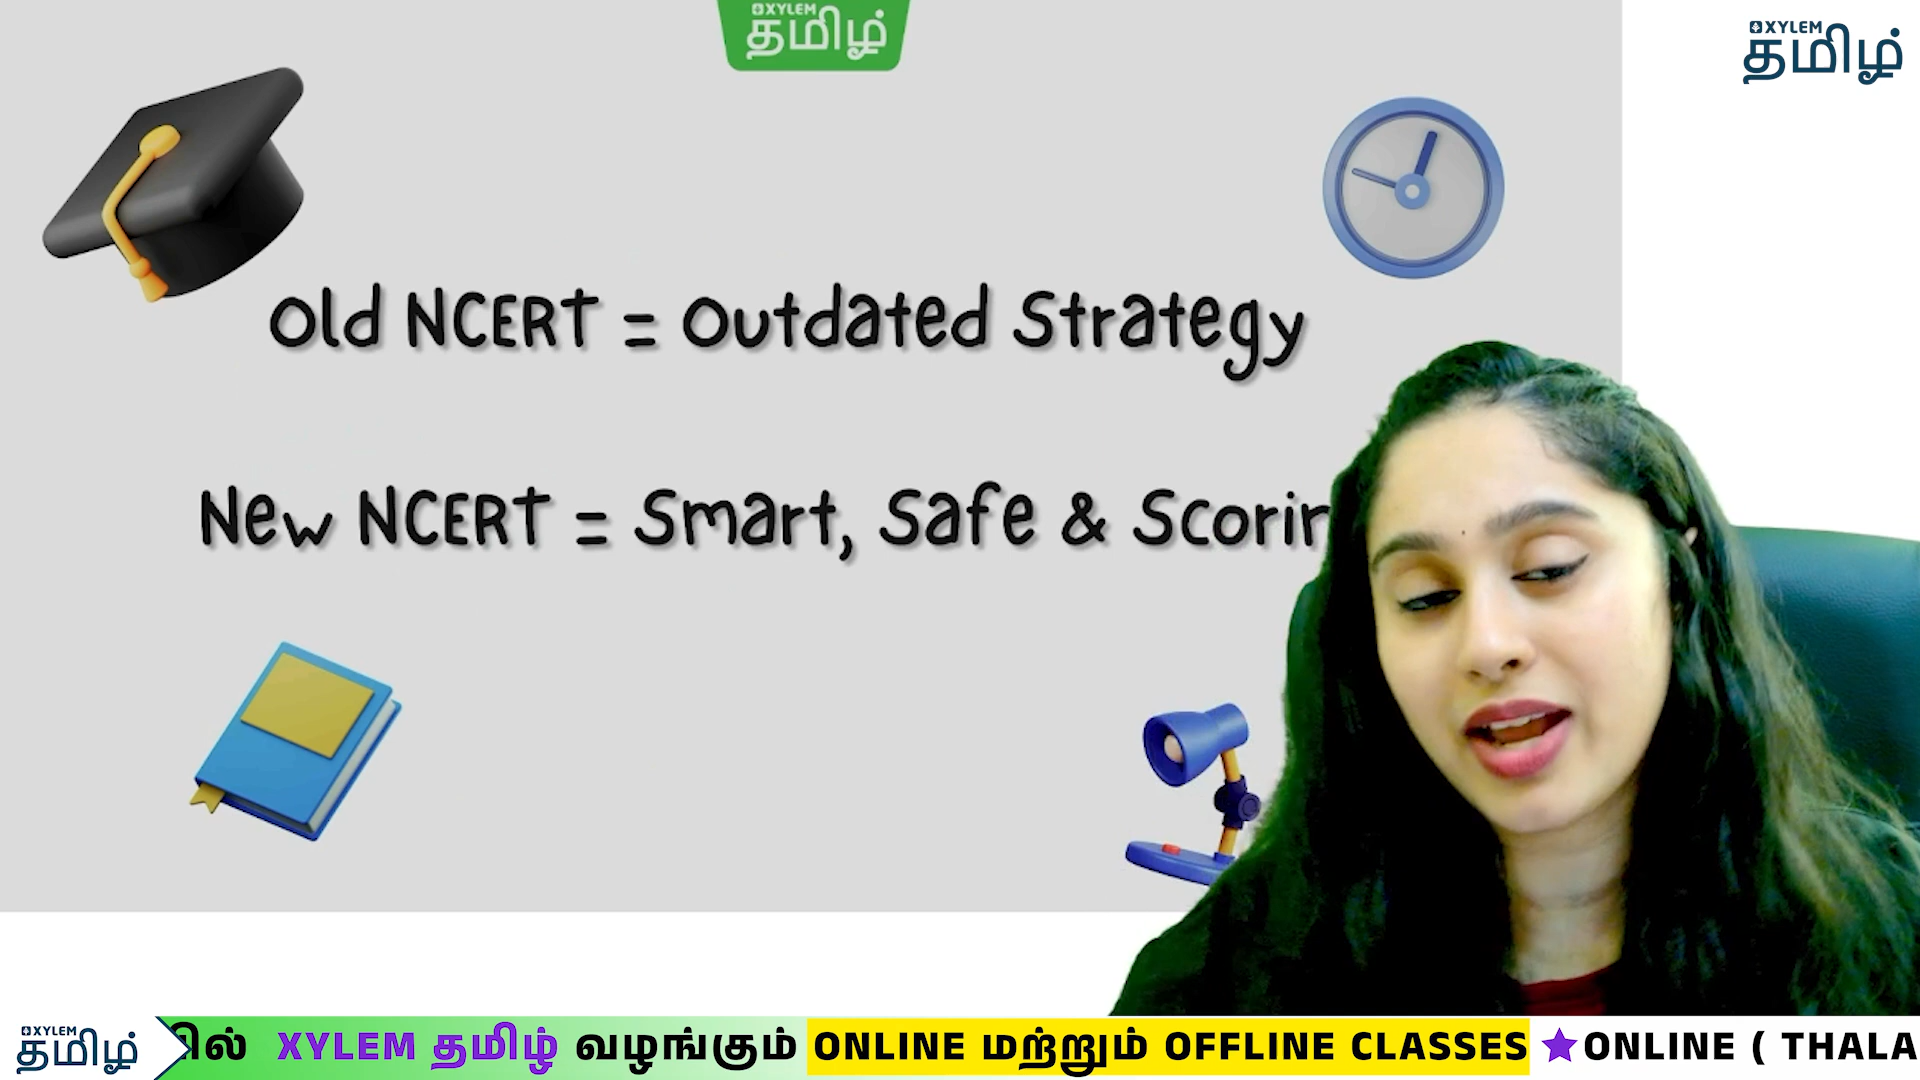 XYLEM
தமிழ்
XYLEM
தமிழ்
Old NCERT = Outdated Strategy
New NCERT = Smart, Safe & Scorin
XYLEM
தமிழ்
ில் XYLEM தமிழ் வழங்கும் ONLINE மற்றும் OFFLINE CLASSES ★ONLINE ( THALA